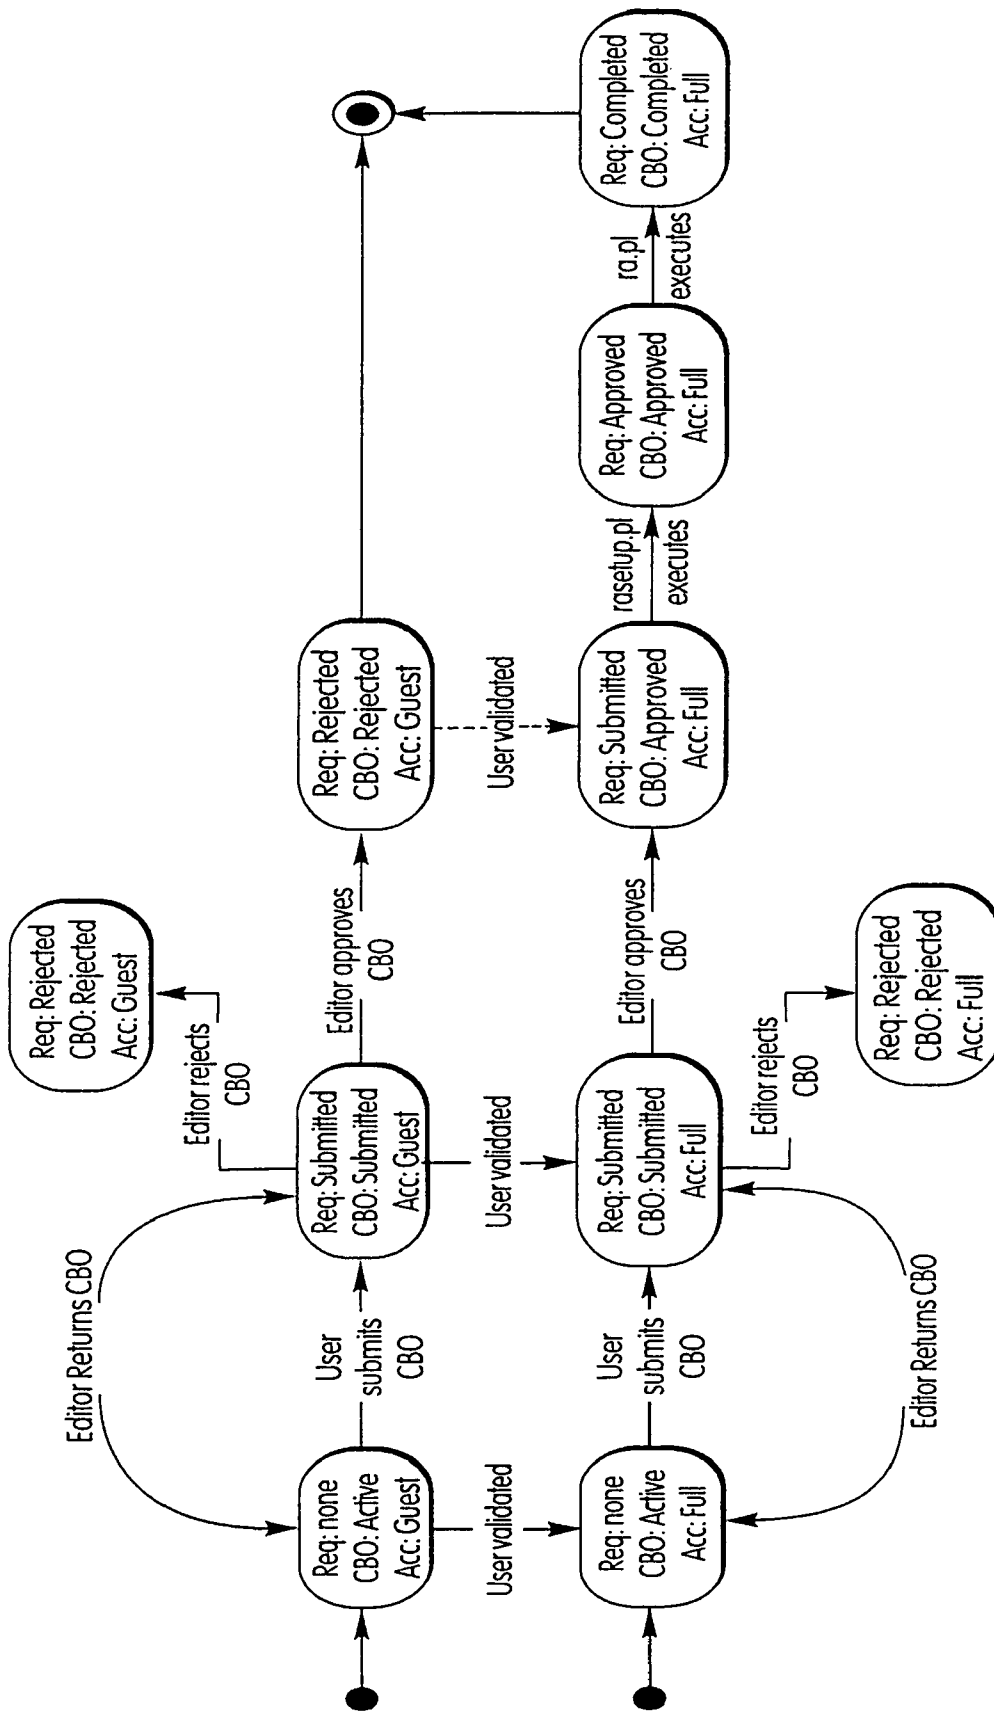 Editor Returns CBO
Editor rejects
CBO
Req: Rejected
CBO: Rejected
Acc: Guest
Req: none
CBO: Active
Acc: Guest
User
submits
CBO
Req: Submitted
CBO: Submitted
Acc: Guest
Editor approves
CBO
Req: Rejected
CBO: Rejected
Acc: Guest
User validated
User validated
User validated
Req: none
CBO: Active
Acc: Full
User
submits
CBO
Req: Submitted
CBO: Submitted
Acc: Full
Editor approves
CBO
Req: Submitted
CBO: Approved
Acc: Full
rasetup.pl
executes
Req: Approved
CBO: Approved
Acc: Full
ra.pl
executes
Req: Completed
CBO: Completed
Acc: Full
Editor rejects
CBO
Req: Rejected
CBO: Rejected
Acc: Full
Editor Returns CBO